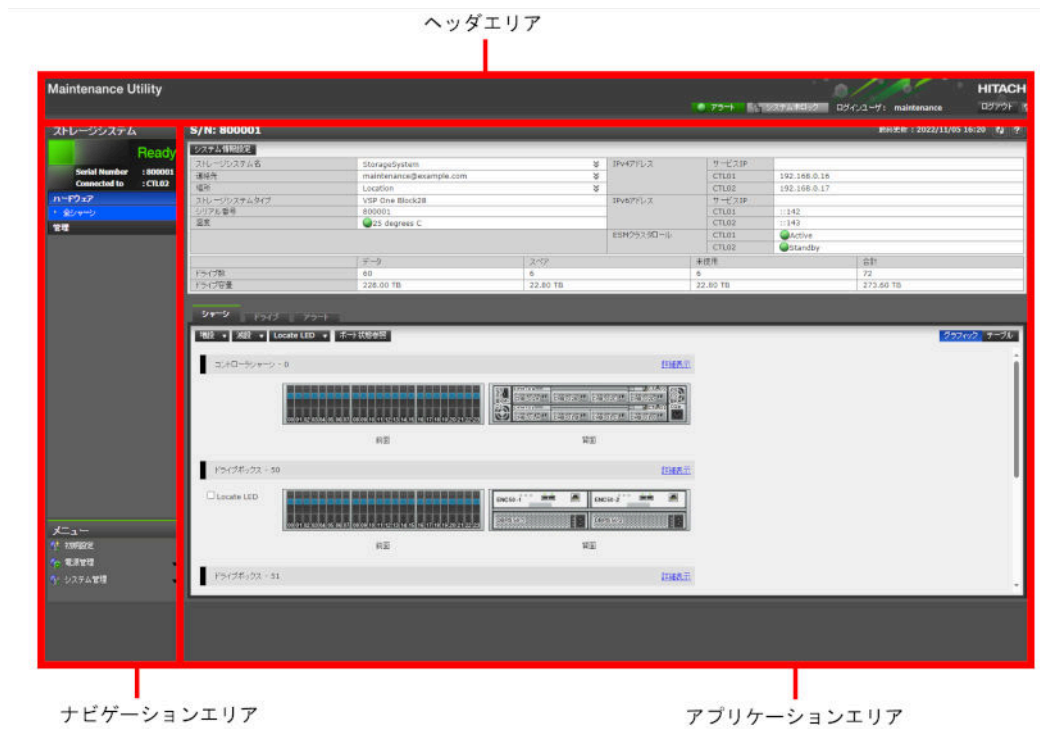 ヘッダエリア
Maintenance Utility
HITACH
アラート システムロック ログインユーザ: maintenance ログアウト
ストレージシステム
Ready
Serial Number : 800001
Connected to : CTL02
ハードウェア
全シャーシ
管理
S/N: 800001
最終更新 : 2022/11/05 16:20
システム情報設定
ストレージシステム名 StorageSystem IPv4アドレス サービスIP
連絡先 maintenance@example.com CTL01 192.168.0.16
場所 Location CTL02 192.168.0.17
ストレージシステムタイプ VSP One Block28 IPv6アドレス サービスIP
シリアル番号 800001 CTL01 ::142
温度 25 degrees C CTL02 ::143
ESMクラスタロール CTL01 Active
CTL02 Standby
データ スペア 未使用 合計
ドライブ数 60 6 6 72
ドライブ容量 228.00 TB 22.80 TB 22.80 TB 273.60 TB
シャーシ ドライブ アラート
増設 減設 Locate LED ポート状態参照 グラフィック テーブル
コントローラシャーシ - 0 詳細表示
前面 背面
ドライブボックス - 50 詳細表示
Locate LED
ENC50-1 ENC50-2
前面 背面
ドライブボックス - 51 詳細表示
メニュー
初期設定
電源管理
システム管理
ナビゲーションエリア
アプリケーションエリア